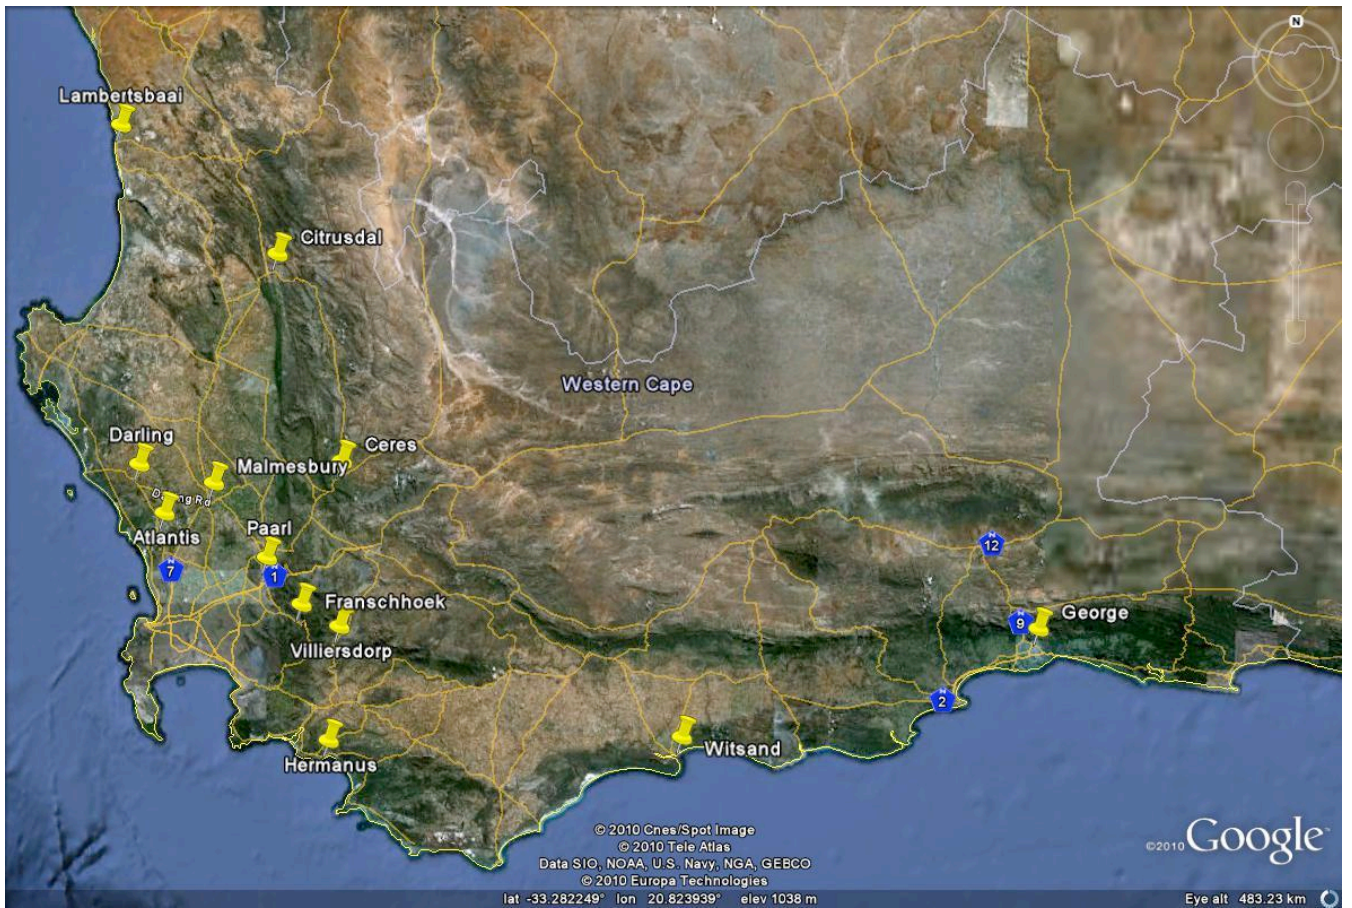 N
Lambertsbaai
Citrusdal
Western Cape
Darling
Ceres
Malmesbury
Atlantis
Paarl
N
12
N
7
N
1
Franschhoek
N
9
George
Villiersdorp
N
2
Witsand
Hermanus
© 2010 Cnes/Spot Image
© 2010 Tele Atlas
Data SIO, NOAA, U.S. Navy, NGA, GEBCO
© 2010 Europa Technologies
©2010 Google
lat -33.282249° lon 20.823939° elev 1038 m
Eye alt 483.23 km